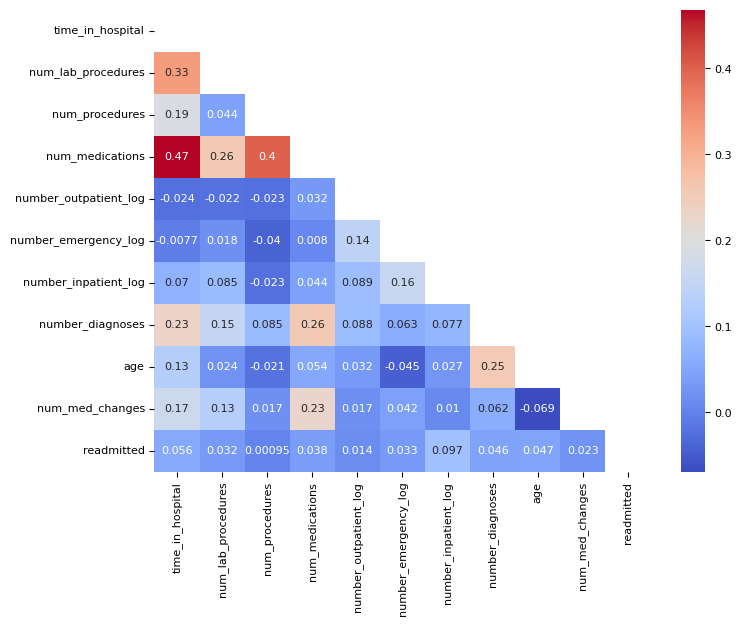 time_in_hospital
num_lab_procedures 0.33
num_procedures 0.19 0.044
num_medications 0.47 0.26 0.4
number_outpatient_log -0.024 -0.022 -0.023 0.032
number_emergency_log -0.0077 0.018 -0.04 0.008 0.14
number_inpatient_log 0.07 0.085 -0.023 0.044 0.089 0.16
number_diagnoses 0.23 0.15 0.085 0.26 0.088 0.063 0.077
age 0.13 0.024 -0.021 0.054 0.032 -0.045 0.027 0.25
num_med_changes 0.17 0.13 0.017 0.23 0.017 0.042 0.01 0.062 -0.069
readmitted 0.056 0.032 0.00095 0.038 0.014 0.033 0.097 0.046 0.047 0.023
time_in_hospital
num_lab_procedures
num_procedures
num_medications
number_outpatient_log
number_emergency_log
number_inpatient_log
number_diagnoses
age
num_med_changes
readmitted
0.4
0.3
0.2
0.1
0.0